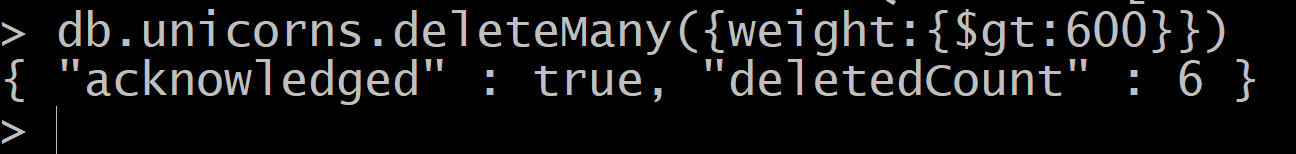 > db.unicorns.deleteMany({weight:{$gt:600}})
{ "acknowledged" : true, "deletedCount" : 6 }
>